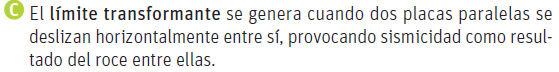 C El límite transformante se genera cuando dos placas paralelas se
deslizan horizontalmente entre sí, provocando sismicidad como resul-
tado del roce entre ellas.